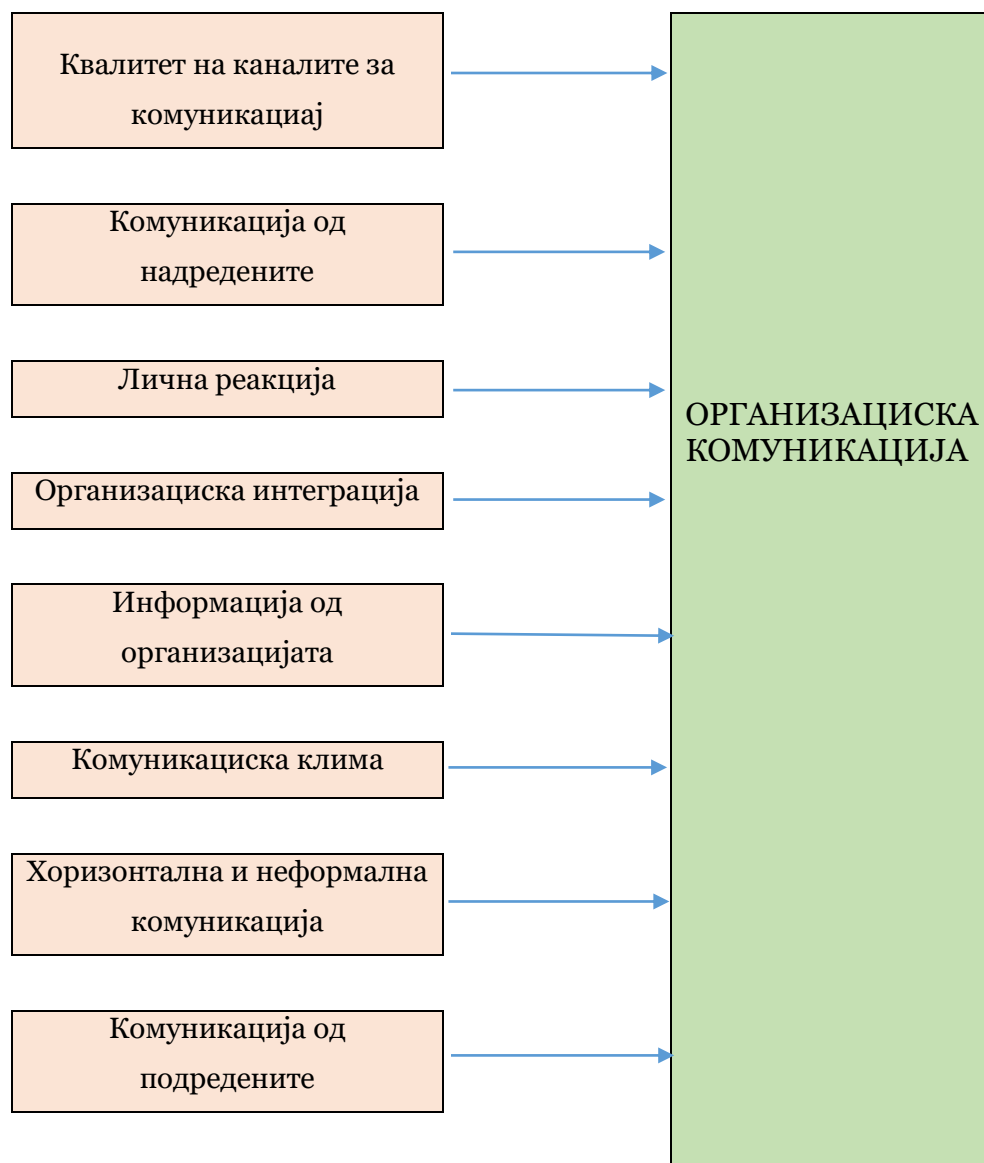 Квалитет на каналите за
комуникациај
Комуникација од
надредените
Лична реакција
Организациска интеграција
Информација од
организацијата
Комуникациска клима
Хоризонтална и неформална
комуникација
Комуникација од
подредените
ОРГАНИЗАЦИСКА
КОМУНИКАЦИЈА